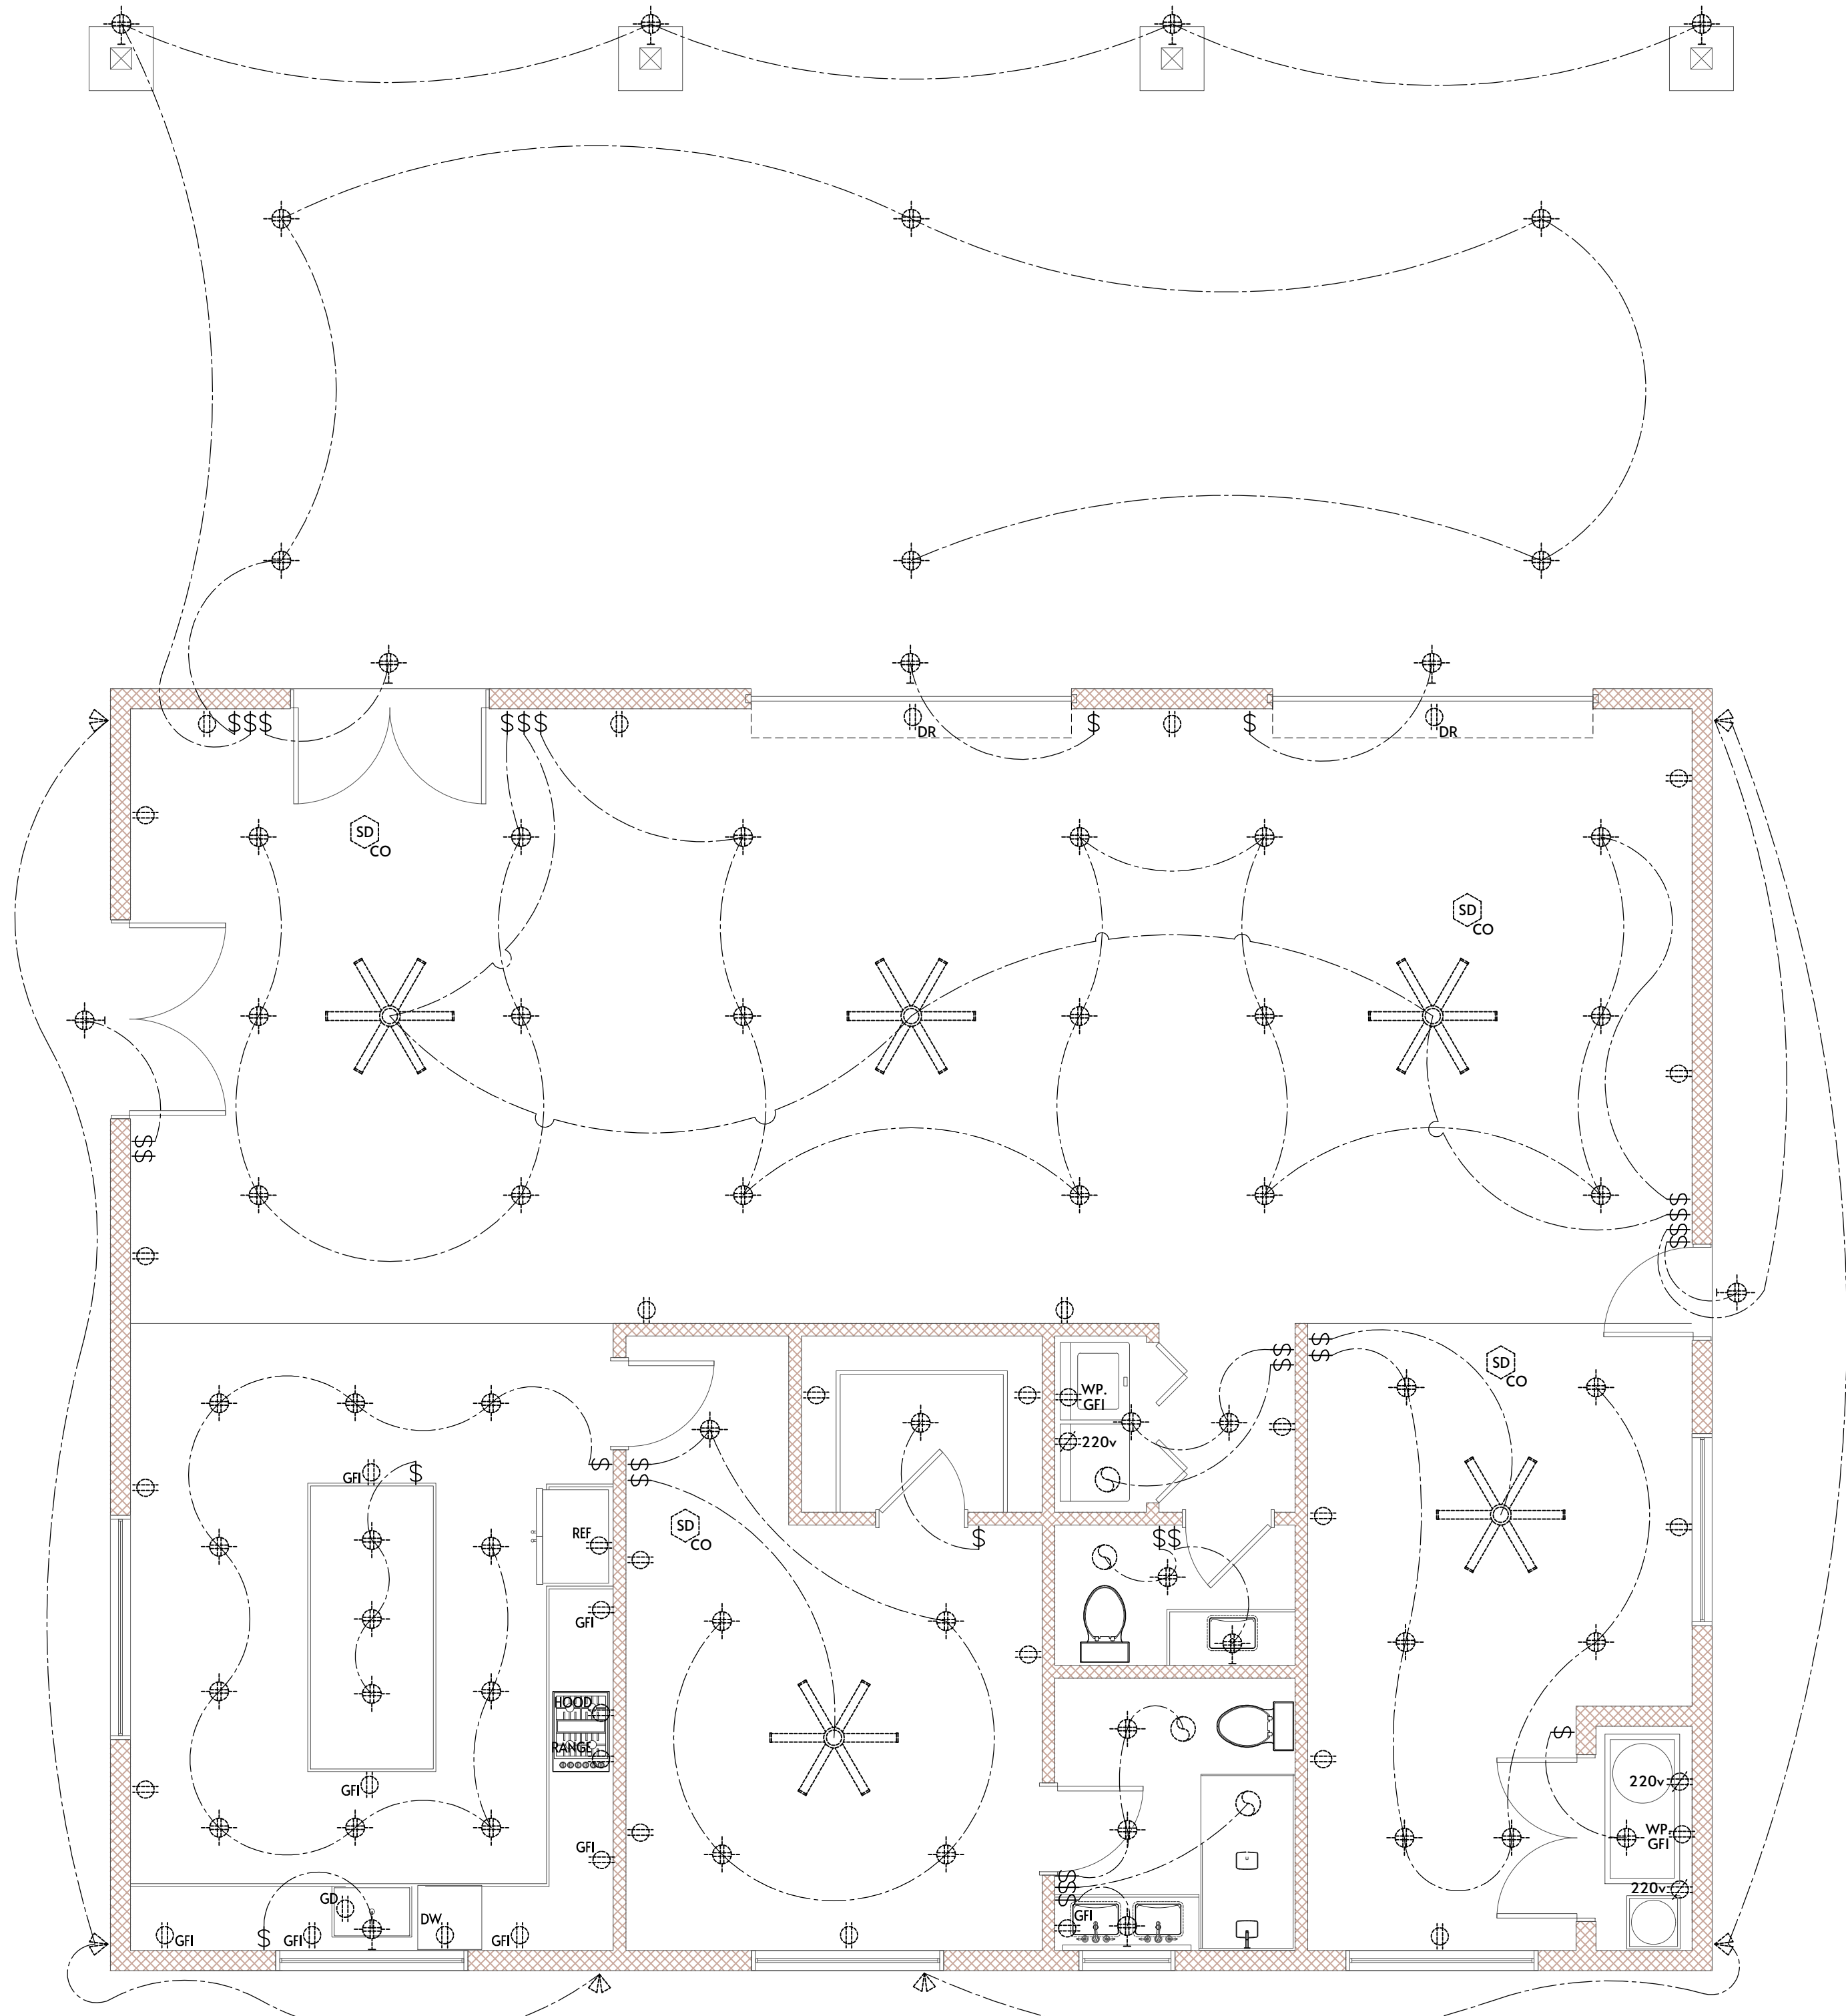 $ $ $
$ $ $
DR
$
$
DR
SD
CO
SD
CO
$
$
$
$
$
$
$
$
$
$
$
SD
CO
WP.
GFI
220v
GFI
$
$
$
$
SD
CO
REF
$
$ $
GFI
HOOD
RANGE
$
GFI
220v
WP.
GFI
220v
GFI
$
$
$
GD
DW
GFI
GFI
GFI
GFI
$